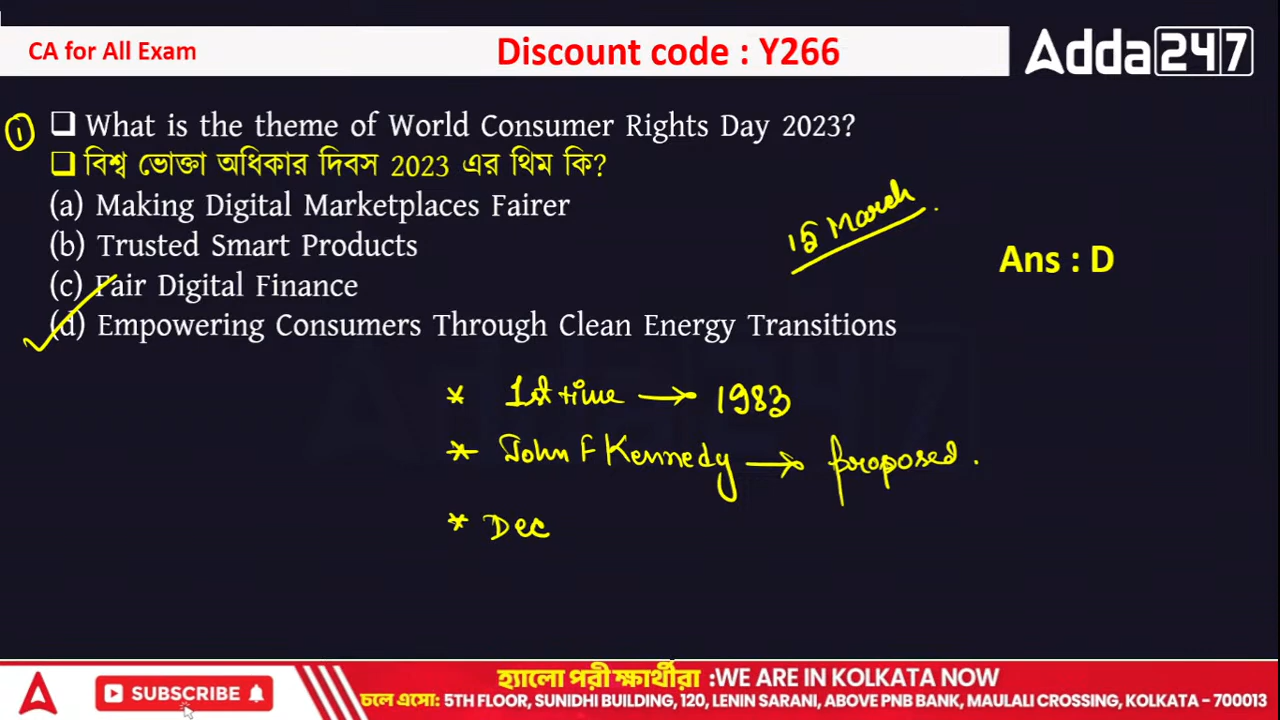 CA for All Exam
Discount code : Y266
Adda247
1 What is the theme of World Consumer Rights Day 2023?
বিশ্ব ভোক্তা অধিকার দিবস 2023 এর থিম কি?
(a) Making Digital Marketplaces Fairer
(b) Trusted Smart Products
(c) Fair Digital Finance
(d) Empowering Consumers Through Clean Energy Transitions
15 March.
Ans : D
* 1st time → 1983
* John F Kennedy → proposed.
* Dec
SUBSCRIBE
হ্যালো পরীক্ষার্থীরা :WE ARE IN KOLKATA NOW
চলে এসো: 5TH FLOOR, SUNIDHI BUILDING, 120, LENIN SARANI, ABOVE PNB BANK, MAULALI CROSSING, KOLKATA - 700013